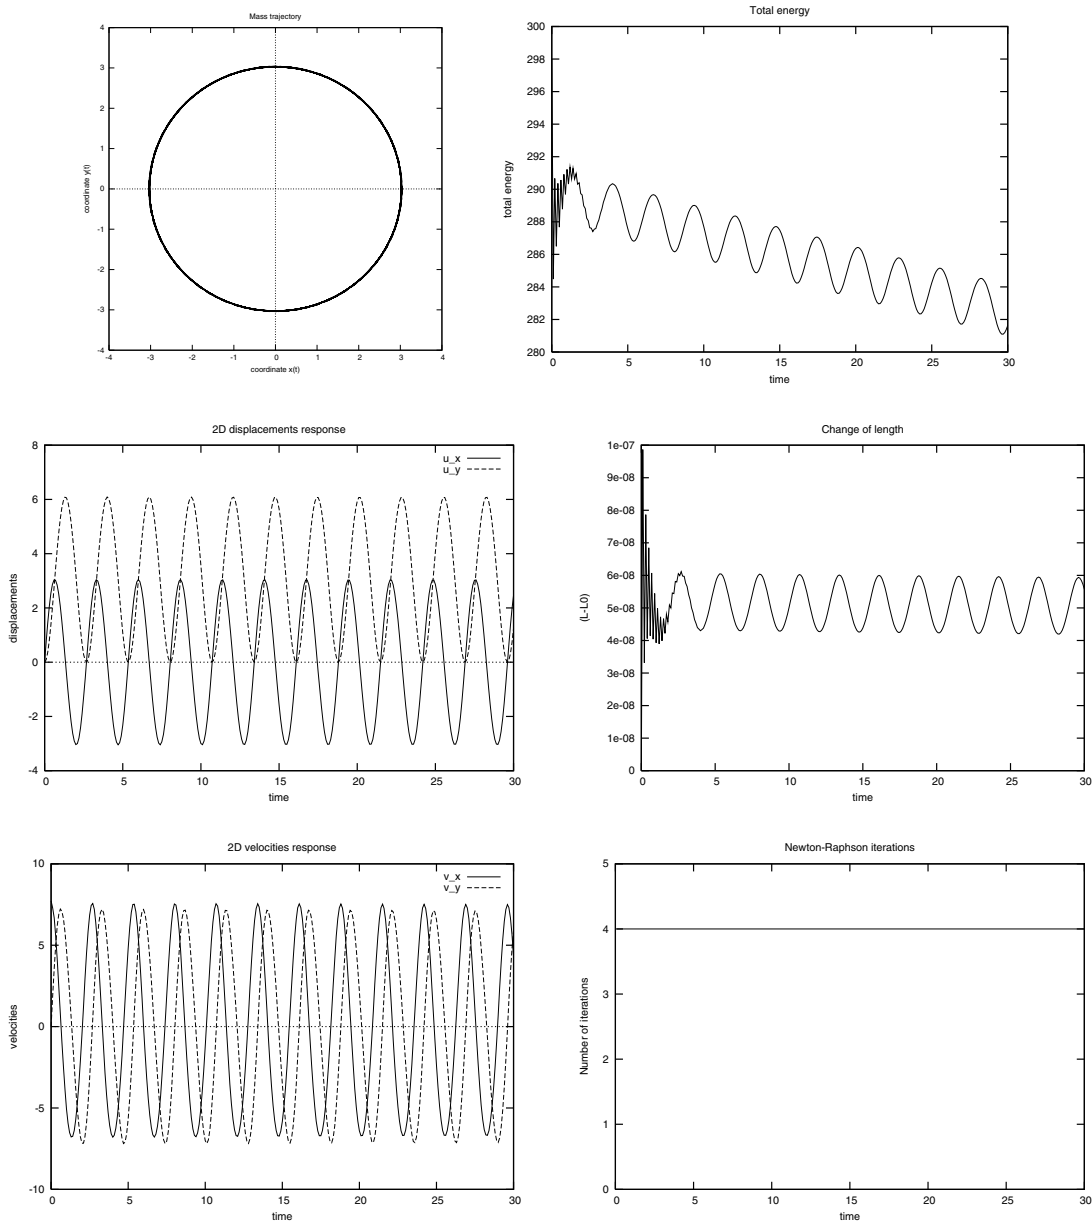 Mass trajectory
4
3
2
1
0
-1
-2
-3
-4
-4 -3 -2 -1 0 1 2 3 4
coordinate y(t)
coordinate x(t)
Total energy
300
298
296
294
292
290
288
286
284
282
280
0 5 10 15 20 25 30
total energy
time
2D displacements response
u_x
u_y
8
6
4
2
0
-2
-4
0 5 10 15 20 25 30
displacements
time
Change of length
1e-07
9e-08
8e-08
7e-08
6e-08
5e-08
4e-08
3e-08
2e-08
1e-08
0
0 5 10 15 20 25 30
(L-L0)
time
2D velocities response
v_x
v_y
10
5
0
-5
-10
0 5 10 15 20 25 30
velocities
time
Newton-Raphson iterations
5
4
3
2
1
0
0 5 10 15 20 25 30
Number of iterations
time